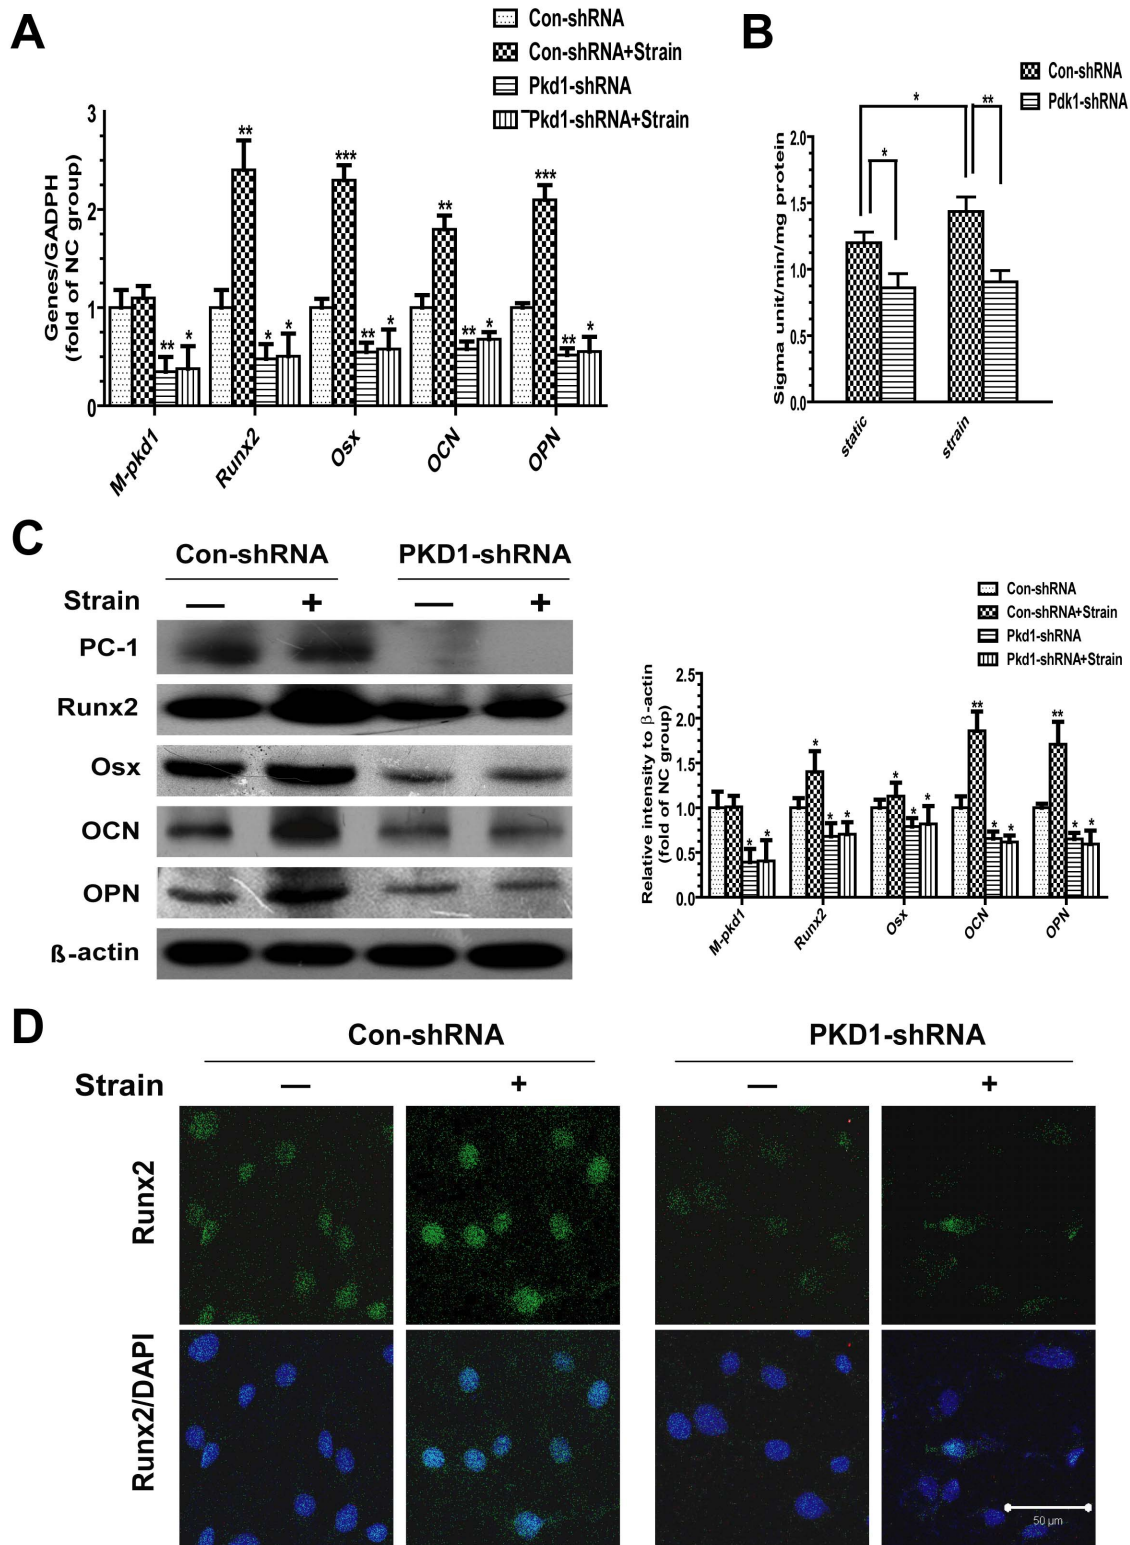 A
Con-shRNA
Con-shRNA+Strain
Pkd1-shRNA
Pkd1-shRNA+Strain
Genes/GADPH
(fold of NC group)
3
2
1
0
** *** ** ***
** * * * ** * ** * ** *
M-pkd1 Runx2 Osx OCN OPN
B
Con-shRNA
Pdk1-shRNA
Sigma unit/min/mg protein
2.0
1.5
1.0
0.5
0.0
* **
*
static strain
C
Con-shRNA PKD1-shRNA
Strain — + — +
PC-1
Runx2
Osx
OCN
OPN
ß-actin
Con-shRNA
Con-shRNA+Strain
Pkd1-shRNA
Pkd1-shRNA+Strain
Relative intensity to β-actin
(fold of NC group)
2.5
2.0
1.5
1.0
0.5
0.0
* * ** **
* * * * * * * * * *
M-pkd1 Runx2 Osx OCN OPN
D
Con-shRNA PKD1-shRNA
Strain — + — +
Runx2
Runx2/DAPI
50 µm